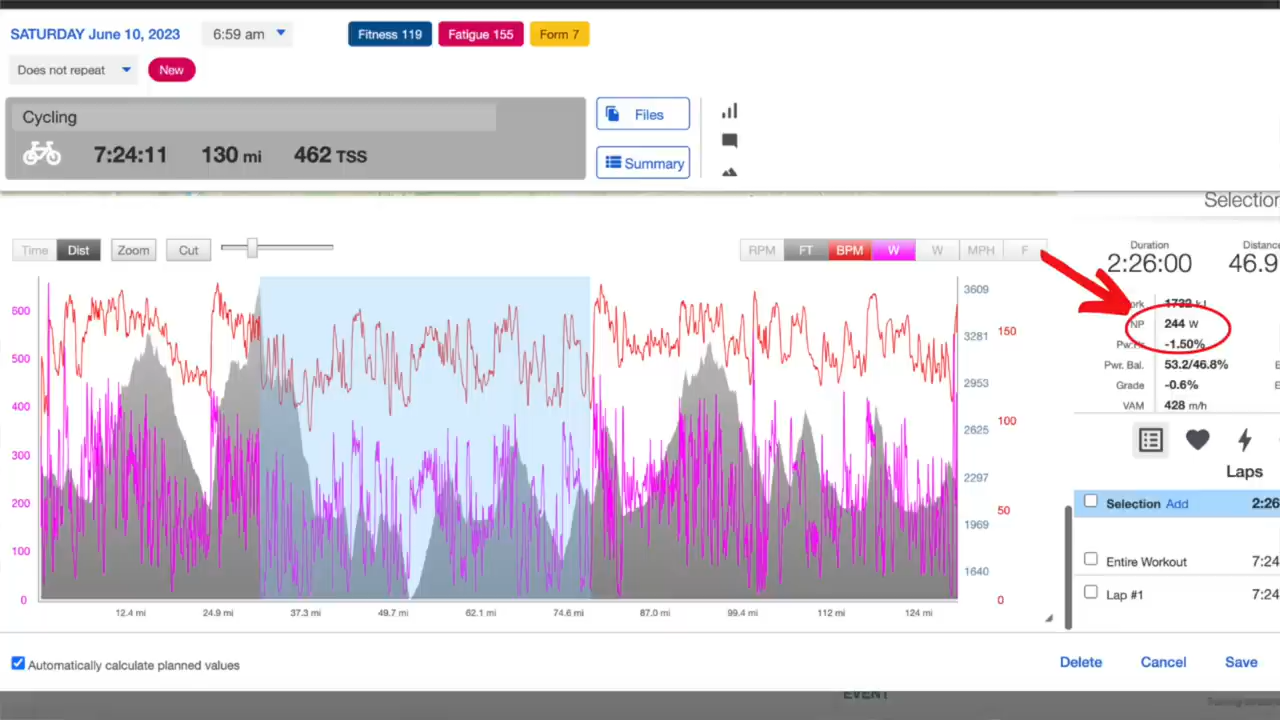 SATURDAY June 10, 2023 6:59 am Fitness 119 Fatigue 155 Form 7
Does not repeat New
Cycling
7:24:11 130 mi 462 TSS
Files
Summary
Selection
Time Dist Zoom Cut RPM FT BPM W W MPH F
Duration
2:26:00
46.9
1732 kJ
NP 244 W
-1.50%
Pwr. Bal. 53.2/46.8%
Grade -0.6%
VAM 428 m/h
Laps
Selection Add 2:26
Entire Workout 7:24
Lap #1 7:24
600
500
400
300
200
100
0
3609
3281
2953
2625
2297
1969
1640
150
100
50
0
12.4 mi 24.9 mi 37.3 mi 49.7 mi 62.1 mi 74.6 mi 87.0 mi 99.4 mi 112 mi 124 mi
Automatically calculate planned values
Delete Cancel Save
EVENT